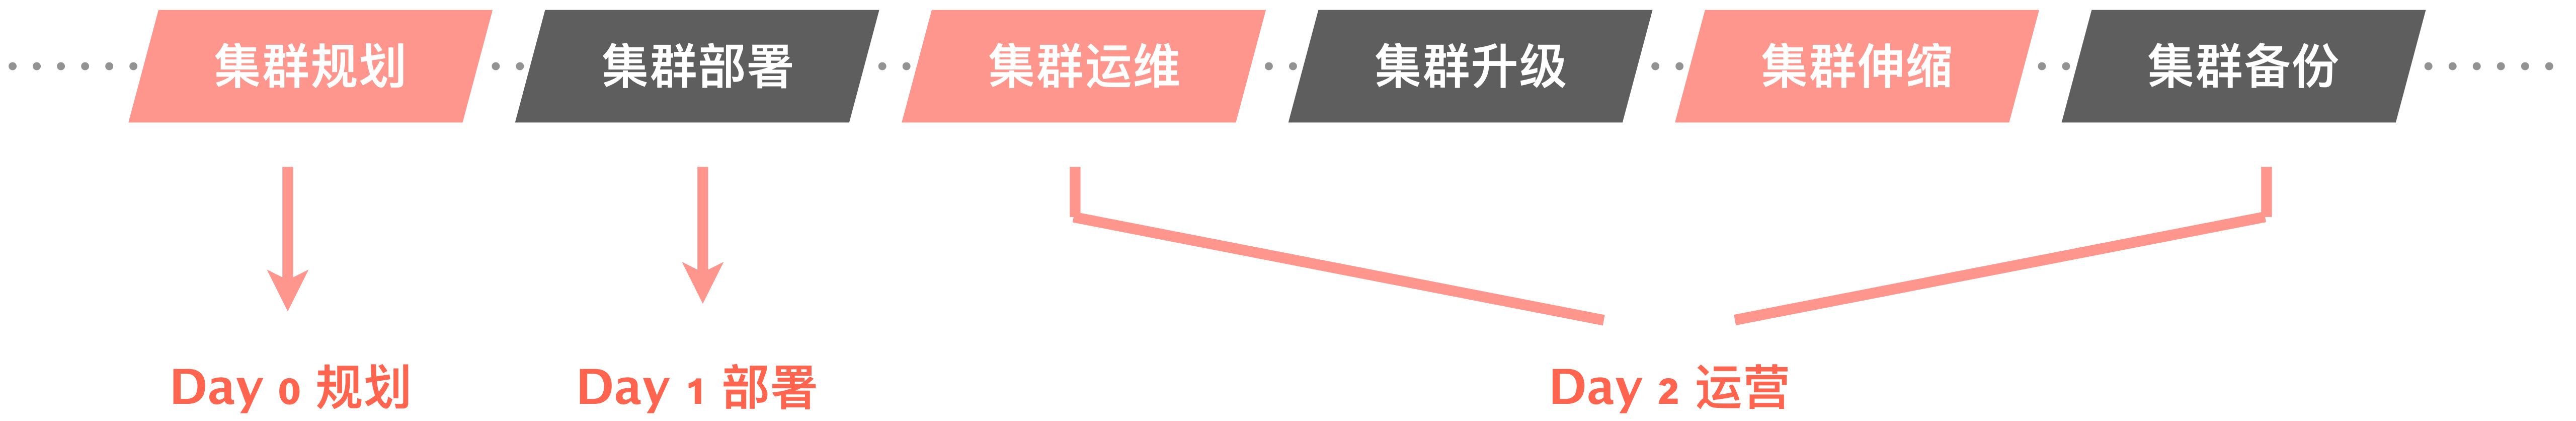 集群规划
集群部署
集群运维
集群升级
集群伸缩
集群备份
Day 0 规划
Day 1 部署
Day 2 运营